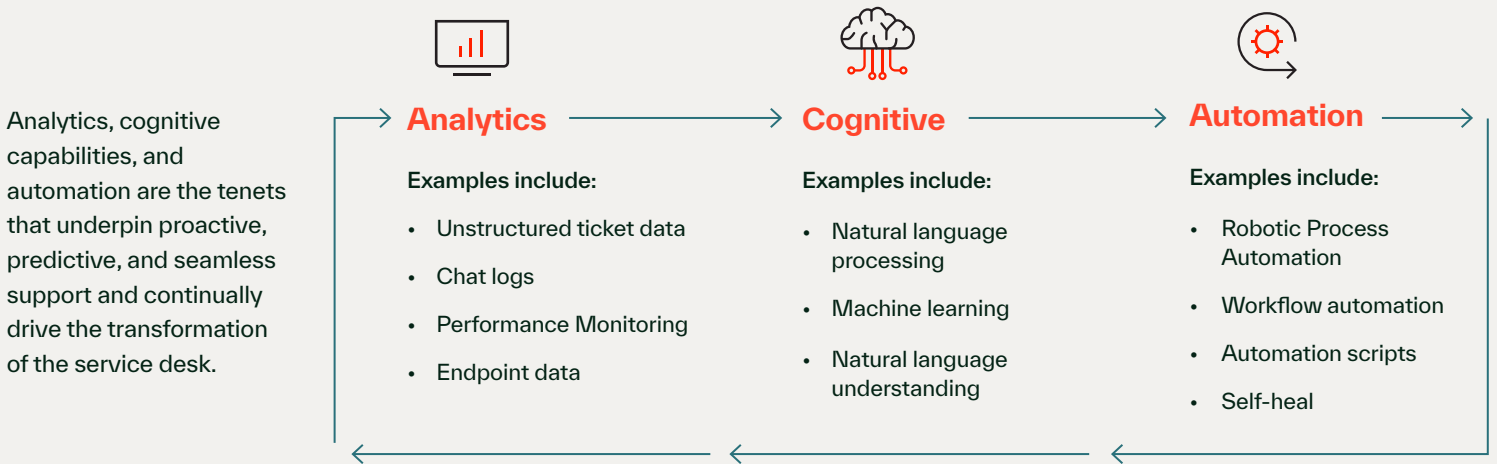 Analytics, cognitive
capabilities, and
automation are the tenets
that underpin proactive,
predictive, and seamless
support and continually
drive the transformation
of the service desk.
Analytics
Examples include:
• Unstructured ticket data
• Chat logs
• Performance Monitoring
• Endpoint data
Cognitive
Examples include:
• Natural language
processing
• Machine learning
• Natural language
understanding
Automation
Examples include:
• Robotic Process
Automation
• Workflow automation
• Automation scripts
• Self-heal